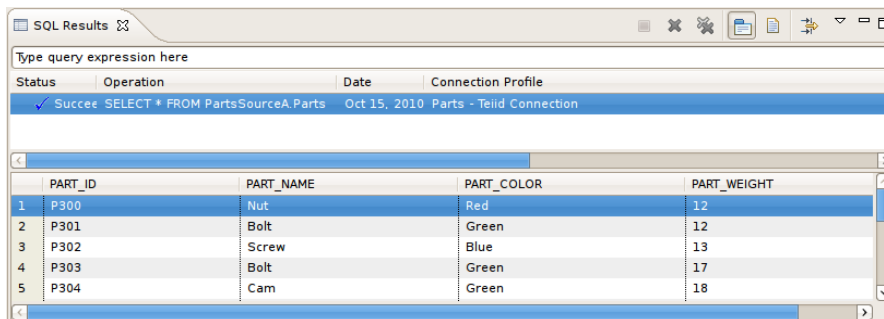 SQL Results
Type query expression here
Status Operation Date Connection Profile
Succee SELECT * FROM PartsSourceA.Parts Oct 15, 2010 Parts - Teiid Connection
PART_ID PART_NAME PART_COLOR PART_WEIGHT
1 P300 Nut Red 12
2 P301 Bolt Green 12
3 P302 Screw Blue 13
4 P303 Bolt Green 17
5 P304 Cam Green 18